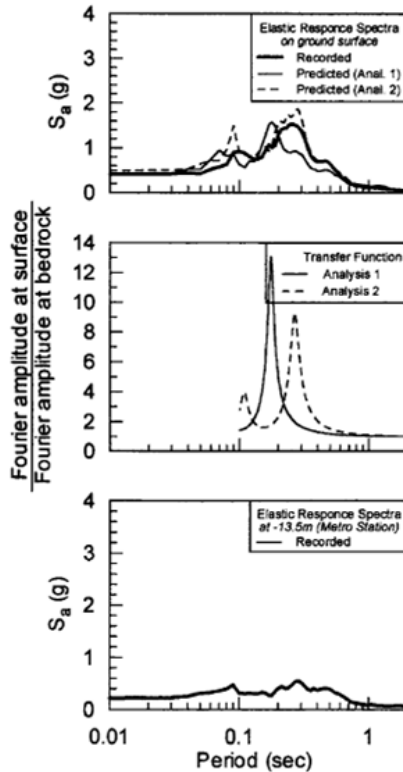 4
3
2
1
0
S_a (g)
Elastic Responce Spectra
on ground surface
Recorded
Predicted (Anal. 1)
Predicted (Anal. 2)
Fourier amplitude at surface
Fourier amplitude at bedrock
14
12
10
8
6
4
2
0
Transfer Function
Analysis 1
Analysis 2
4
3
2
1
0
S_a (g)
Elastic Responce Spectra
at -13.5m (Metro Station)
Recorded
0.01
0.1
1
Period (sec)